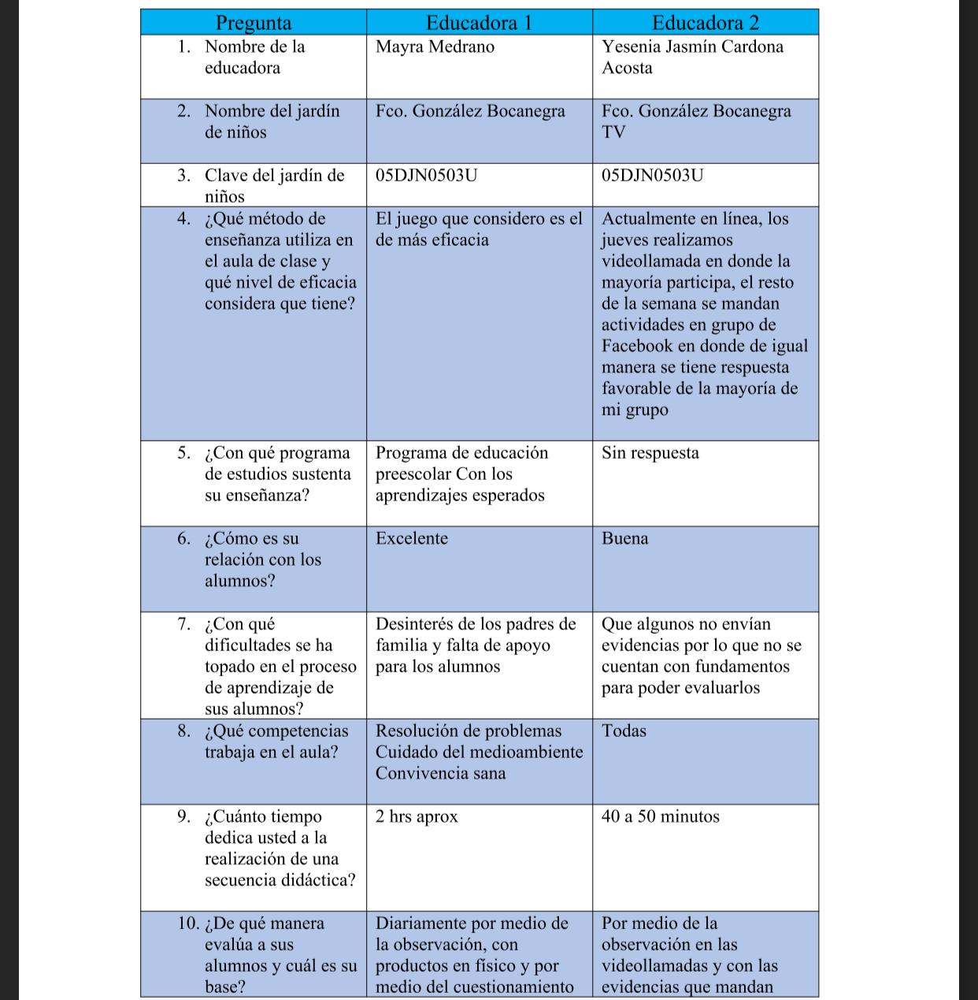 Pregunta
Educadora 1
Educadora 2
1. Nombre de la
educadora
Mayra Medrano
Yesenia Jasmín Cardona
Acosta
2. Nombre del jardín
de niños
Fco. González Bocanegra
Fco. González Bocanegra
TV
3. Clave del jardín de
niños
05DJN0503U
05DJN0503U
4. ¿Qué método de
enseñanza utiliza en
el aula de clase y
qué nivel de eficacia
considera que tiene?
El juego que considero es el
de más eficacia
Actualmente en línea, los
jueves realizamos
videollamada en donde la
mayoría participa, el resto
de la semana se mandan
actividades en grupo de
Facebook en donde de igual
manera se tiene respuesta
favorable de la mayoría de
mi grupo
5. ¿Con qué programa
de estudios sustenta
su enseñanza?
Programa de educación
preescolar Con los
aprendizajes esperados
Sin respuesta
6. ¿Cómo es su
relación con los
alumnos?
Excelente
Buena
7. ¿Con qué
dificultades se ha
topado en el proceso
de aprendizaje de
sus alumnos?
Desinterés de los padres de
familia y falta de apoyo
para los alumnos
Que algunos no envían
evidencias por lo que no se
cuentan con fundamentos
para poder evaluarlos
8. ¿Qué competencias
trabaja en el aula?
Resolución de problemas
Cuidado del medioambiente
Convivencia sana
Todas
9. ¿Cuánto tiempo
dedica usted a la
realización de una
secuencia didáctica?
2 hrs aprox
40 a 50 minutos
10. ¿De qué manera
evalúa a sus
alumnos y cuál es su
base?
Diariamente por medio de
la observación, con
productos en físico y por
medio del cuestionamiento
Por medio de la
observación en las
videollamadas y con las
evidencias que mandan